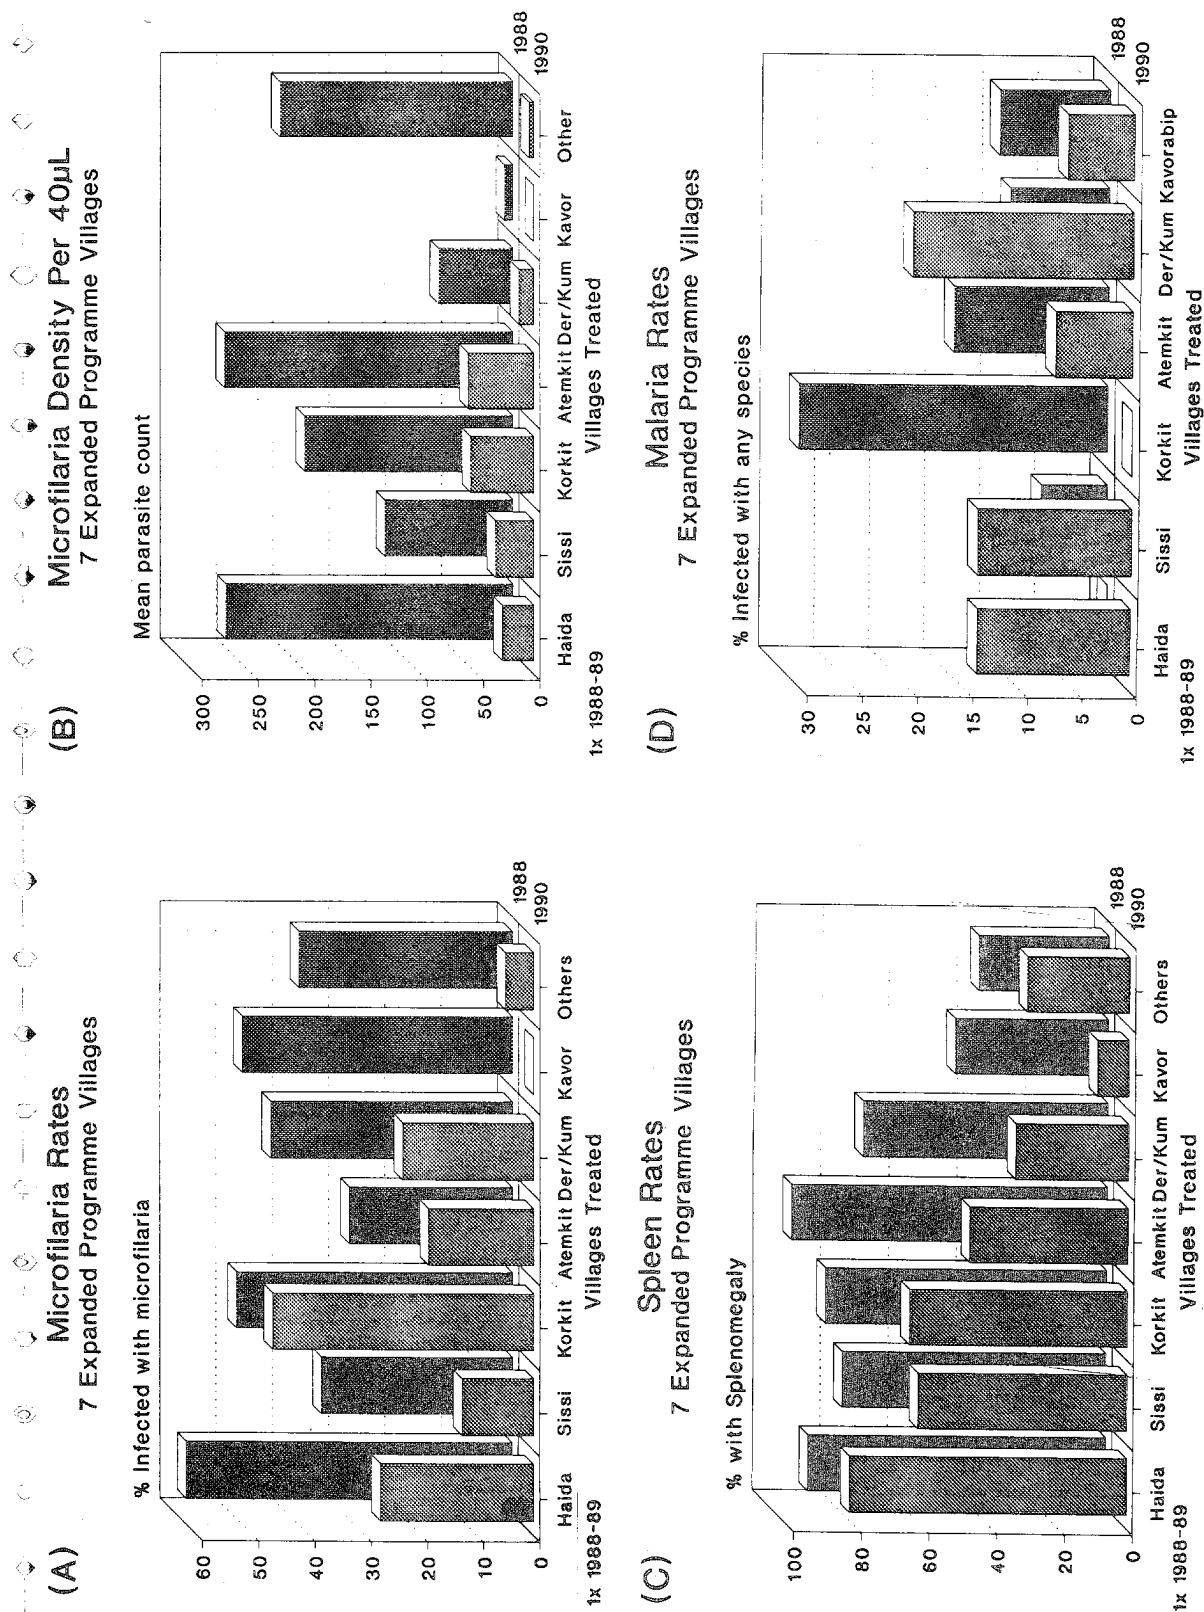 (A)
Microfilaria Rates
7 Expanded Programme Villages
% Infected with microfilaria
60
50
40
30
20
10
0
1988
1990
Haida Sissi Korkit Atemkit Der/Kum Kavor Others
Villages Treated
1x 1988-89
(B)
Microfilaria Density Per 40µL
7 Expanded Programme Villages
Mean parasite count
300
250
200
150
100
50
0
1988
1990
Haida Sissi Korkit Atemkit Der/Kum Kavor Other
Villages Treated
1x 1988-89
(C)
Spleen Rates
7 Expanded Programme Villages
% with Splenomegaly
100
80
60
40
20
0
1988
1990
Haida Sissi Korkit Atemkit Der/Kum Kavor Others
Villages Treated
1x 1988-89
(D)
Malaria Rates
7 Expanded Programme Villages
% Infected with any species
30
25
20
15
10
5
0
1988
1990
Haida Sissi Korkit Atemkit Der/Kum Kavorabip
Villages Treated
1x 1988-89